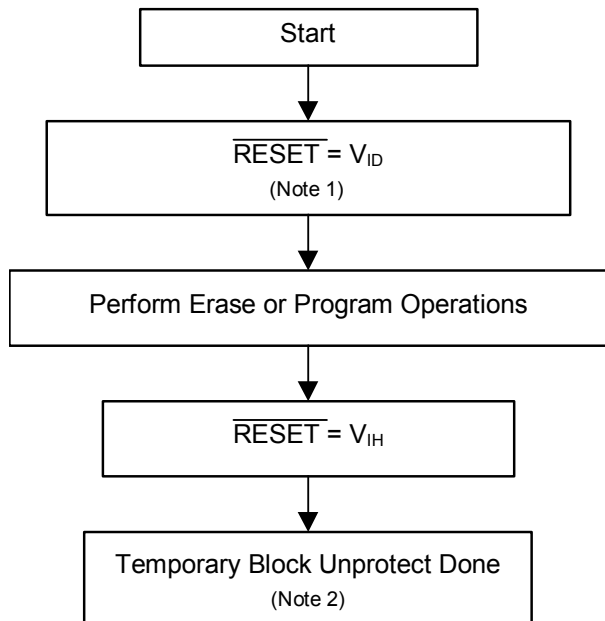 Start
RESET = VID
(Note 1)
Perform Erase or Program Operations
RESET = VIH
Temporary Block Unprotect Done
(Note 2)